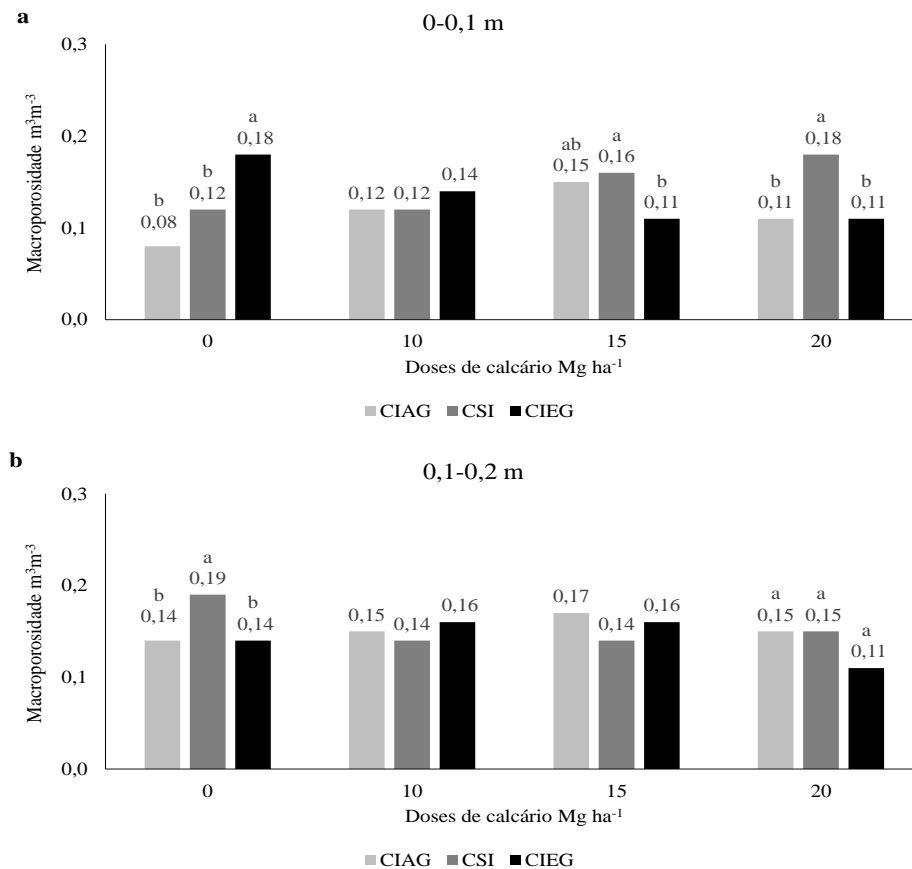 a
0-0,1 m
Macroporosidade m³m⁻³
0,3
0,2
0,1
0,0
b
0,08
b
0,12
a
0,18
0,12
0,12
0,14
ab
0,15
a
0,16
b
0,11
b
0,11
a
0,18
b
0,11
0 10 15 20
Doses de calcário Mg ha⁻¹
CIAG CSI CIEG
b
0,1-0,2 m
Macroporosidade m³m⁻³
0,3
0,2
0,1
0,0
b
0,14
a
0,19
b
0,14
0,15
0,14
0,16
0,17
0,14
0,16
a
0,15
a
0,15
a
0,11
0 10 15 20
Doses de calcário Mg ha⁻¹
CIAG CSI CIEG